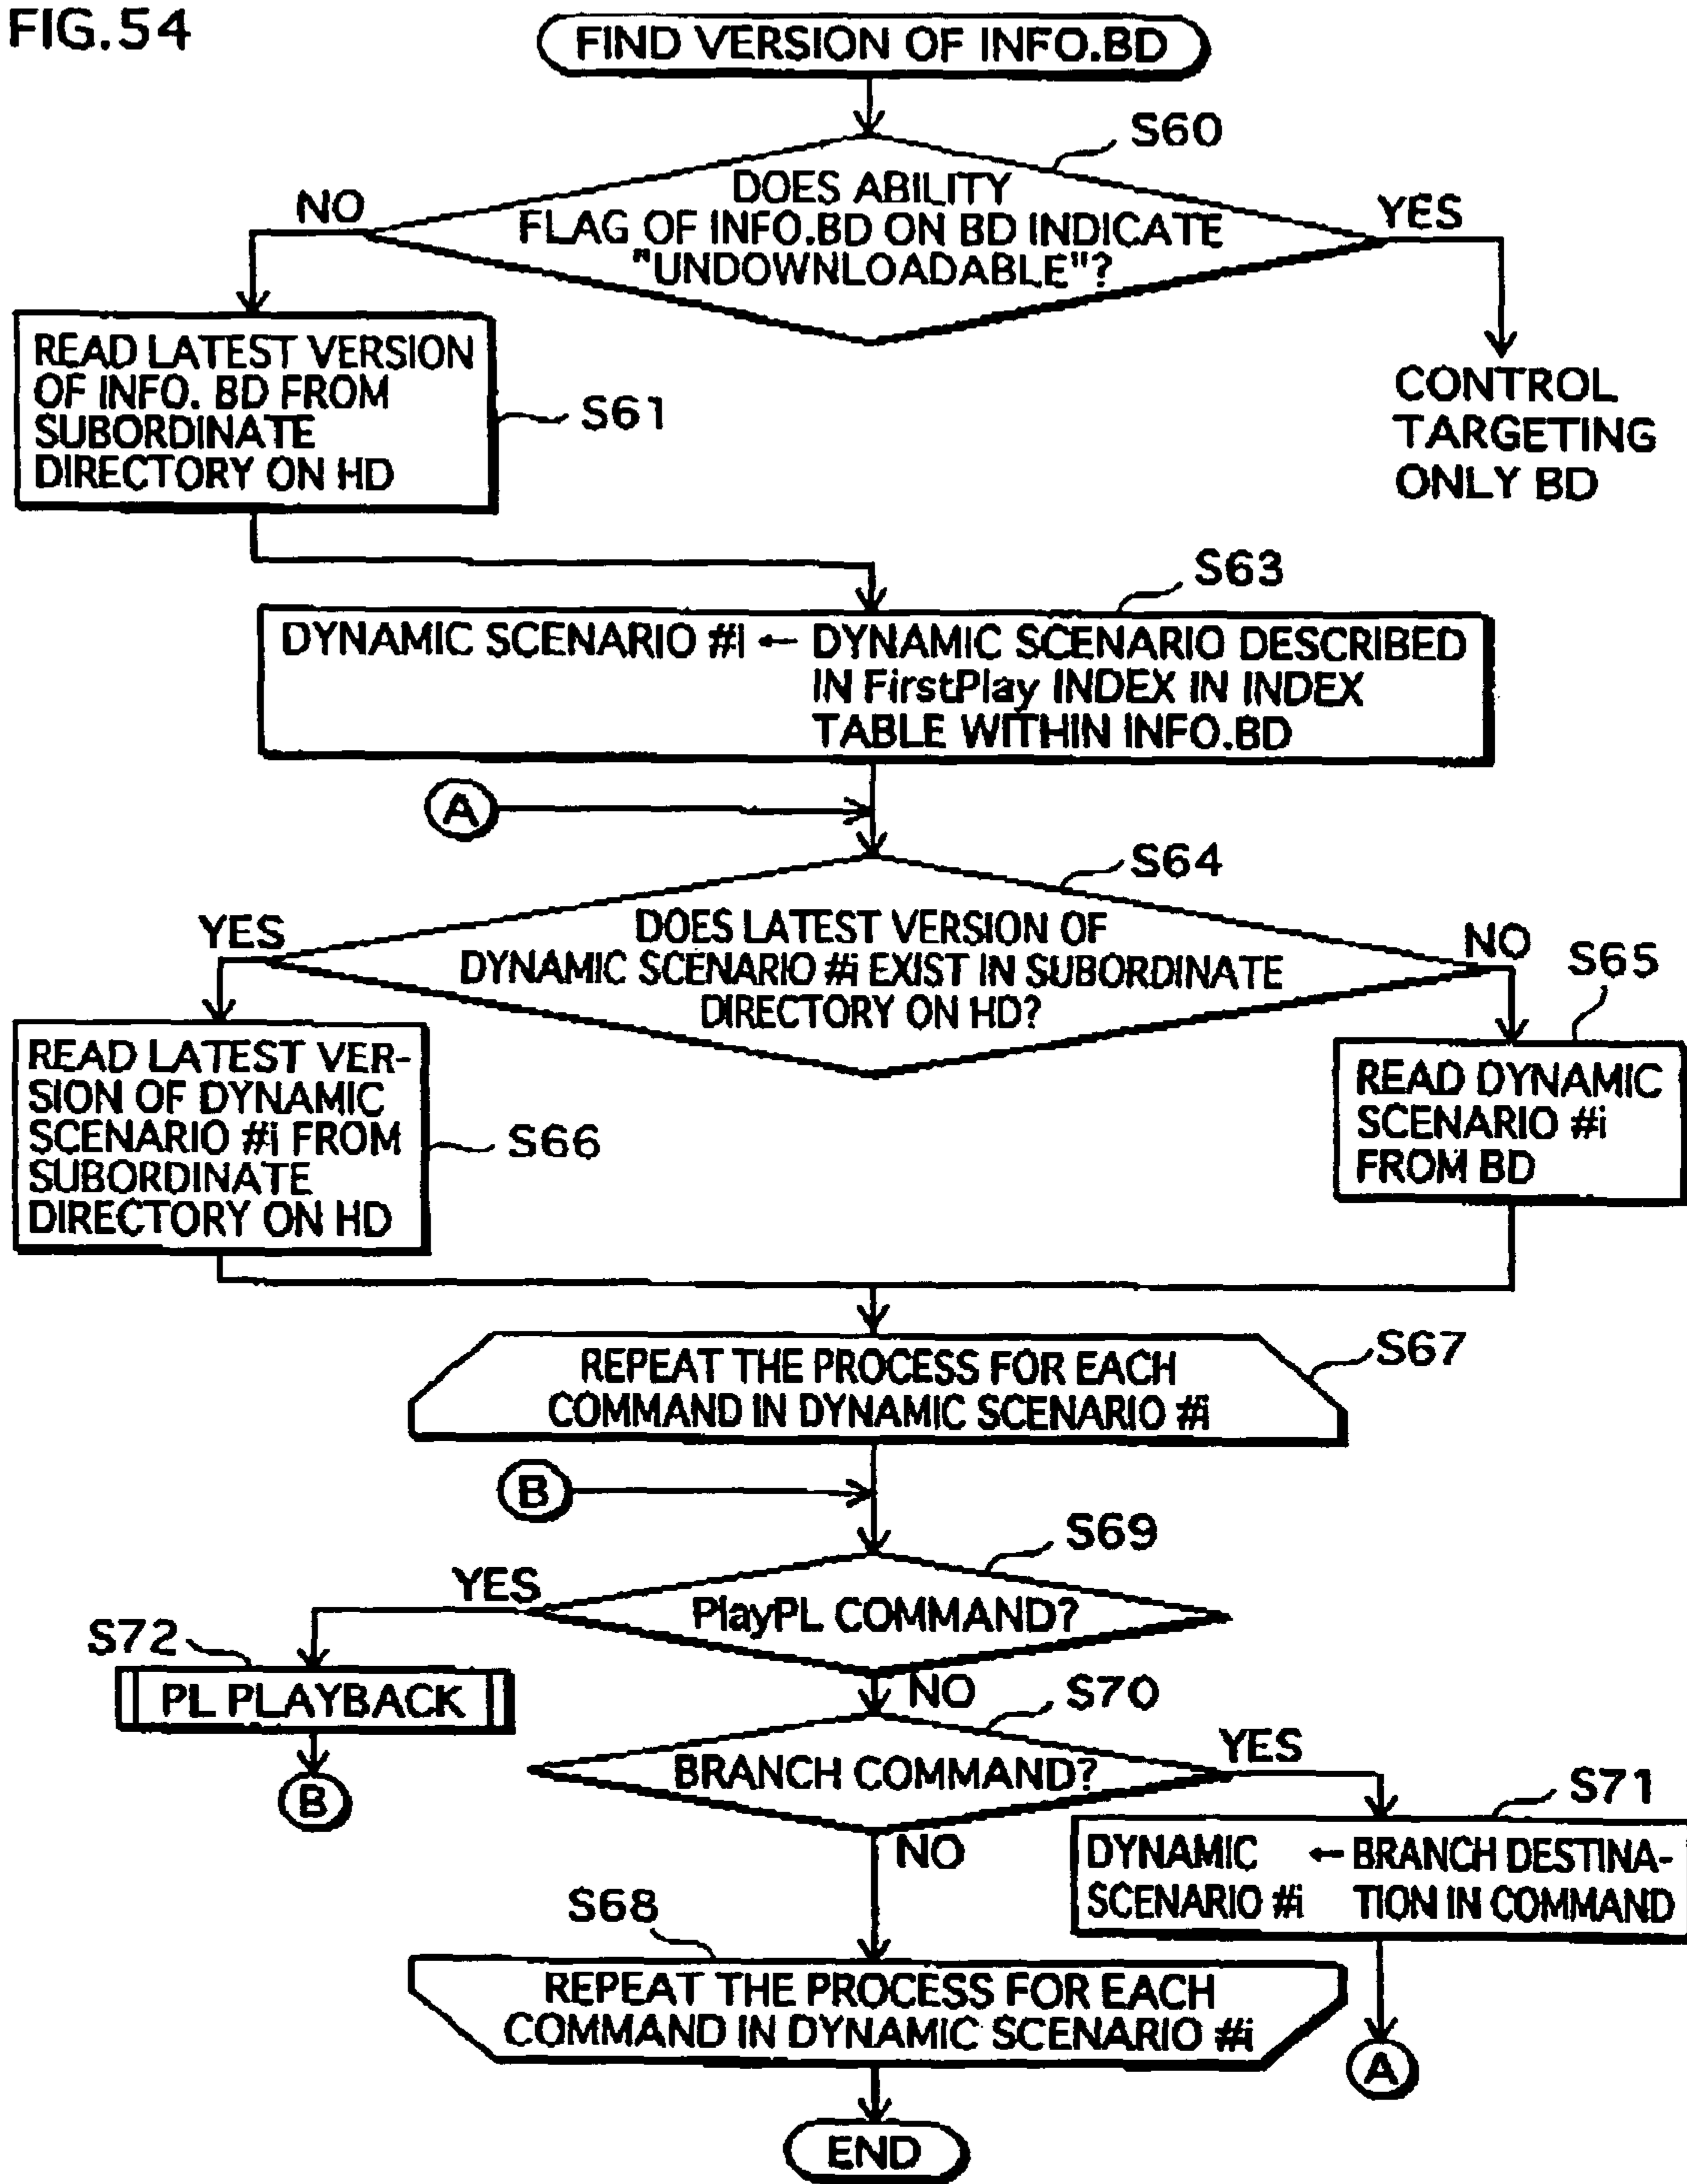 FIG.54
FIND VERSION OF INFO.BD
S60
DOES ABILITY
FLAG OF INFO.BD ON BD INDICATE
"UNDOWNLOADABLE"?
NO
YES
READ LATEST VERSION
OF INFO. BD FROM
SUBORDINATE
DIRECTORY ON HD
S61
CONTROL
TARGETING
ONLY BD
S63
DYNAMIC SCENARIO #i ← DYNAMIC SCENARIO DESCRIBED
IN FirstPlay INDEX IN INDEX
TABLE WITHIN INFO.BD
A
S64
DOES LATEST VERSION OF
DYNAMIC SCENARIO #i EXIST IN SUBORDINATE
DIRECTORY ON HD?
YES
NO
S65
READ LATEST VER-
SION OF DYNAMIC
SCENARIO #i FROM
SUBORDINATE
DIRECTORY ON HD
S66
READ DYNAMIC
SCENARIO #i
FROM BD
S67
REPEAT THE PROCESS FOR EACH
COMMAND IN DYNAMIC SCENARIO #i
B
S69
YES
PlayPL COMMAND?
S72
PL PLAYBACK
B
NO
S70
BRANCH COMMAND?
YES
S71
DYNAMIC ← BRANCH DESTINA-
SCENARIO #i TION IN COMMAND
NO
S68
REPEAT THE PROCESS FOR EACH
COMMAND IN DYNAMIC SCENARIO #i
A
END